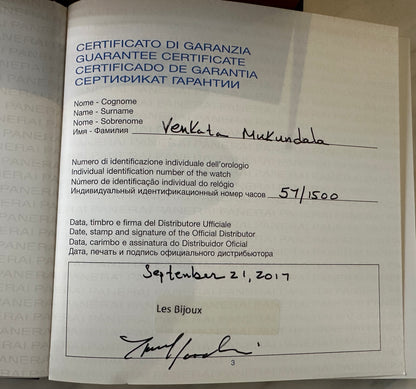 CERTIFICATO DI GARANZIA
GUARANTEE CERTIFICATE
CERTIFICADO DE GARANTIA
СЕРТИФИКАТ ГАРАНТИИ
Nome - Cognome
Name - Surname
Nome - Sobrenome
Имя - Фамилия Venkata Mukundala
Numero di identificazione individuale dell'orologio
Individual identification number of the watch
Número de identificação individual do relógio
Индивидуальный идентификационный номер часов 57/1500
Data, timbro e firma del Distributore Ufficiale
Date, stamp and signature of the Official Distributor
Data, carimbo e assinatura do Distribuidor Oficial
Дата, печать и подпись официального дистрибьютора
September 21, 2017
Les Bijoux
3